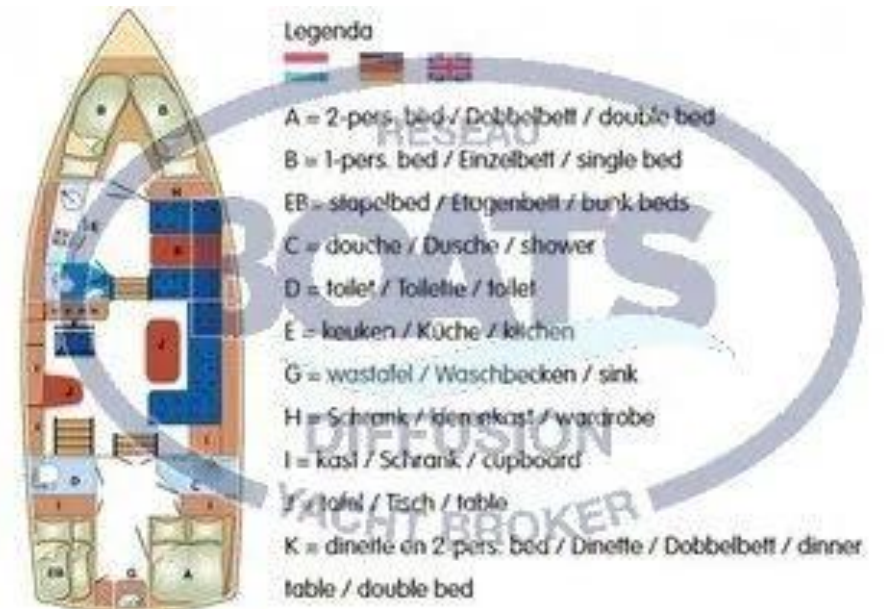 Legenda
A = 2-pers. bed / Dobbelbett / double bed
B = 1-pers. bed / Einzelbett / single bed
EB = stapelbed / Etagenbett / bunk beds
C = douche / Dusche / shower
D = toilet / Toilette / toilet
E = keuken / Küche / kitchen
G = wastafel / Waschbecken / sink
H = Schrank / / wardrobe
I = kast / Schrank / cupboard
J = tafel / Tisch / table
K = dinette en 2-pers. bed / Dinette / Dobbelbett / dinner
table / double bed
RESEAU
BOATS
DIFFUSION
YACHT BROKER
B
B
H
E
K
J
J
I
I
I
D
C
I
I
EB
G
A